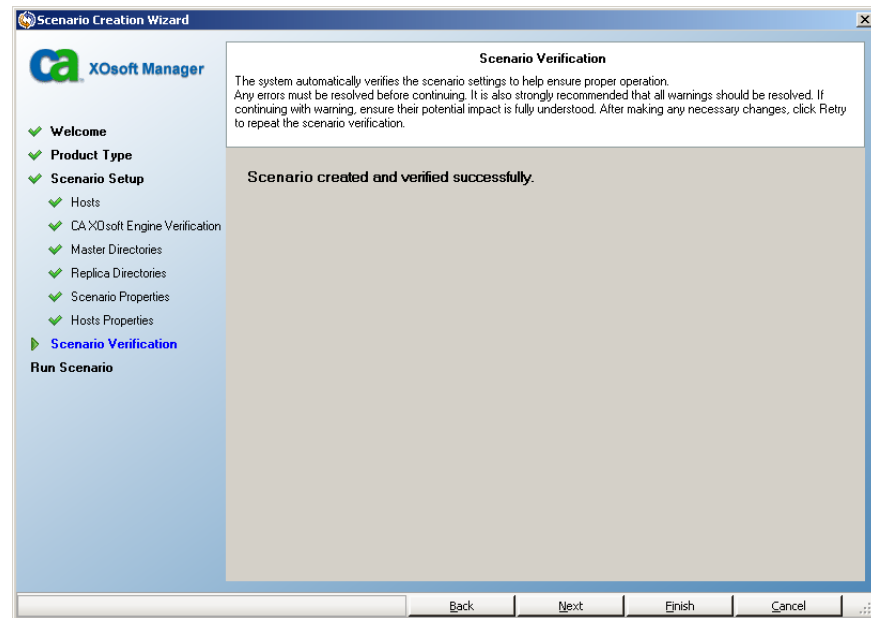 Scenario Creation Wizard
ca XOsoft Manager
Welcome
Product Type
Scenario Setup
Hosts
CA XOsoft Engine Verification
Master Directories
Replica Directories
Scenario Properties
Hosts Properties
Scenario Verification
Run Scenario
Scenario Verification
The system automatically verifies the scenario settings to help ensure proper operation.
Any errors must be resolved before continuing. It is also strongly recommended that all warnings should be resolved. If
continuing with warning, ensure their potential impact is fully understood. After making any necessary changes, click Retry
to repeat the scenario verification.
Scenario created and verified successfully.
Back Next Finish Cancel